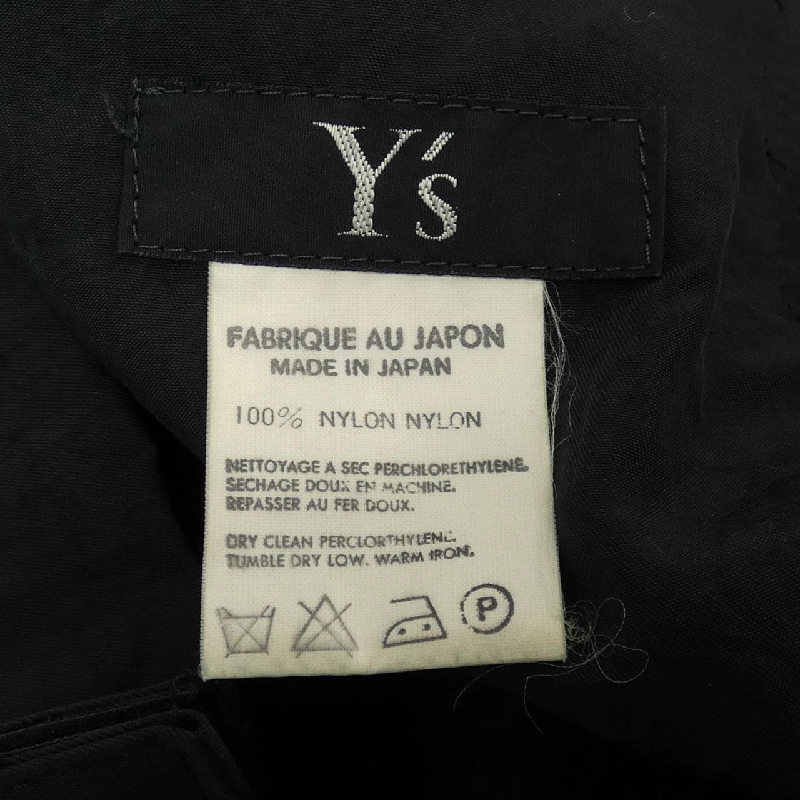 Y's
FABRIQUE AU JAPON
MADE IN JAPAN
100% NYLON NYLON
NETTOYAGE A SEC PERCHLORETHYLENE.
SECHAGE DOUX EN MACHINE.
REPASSER AU FER DOUX.
DRY CLEAN PERCLORTHYLENE.
TUMBLE DRY LOW. WARM IRON.
P